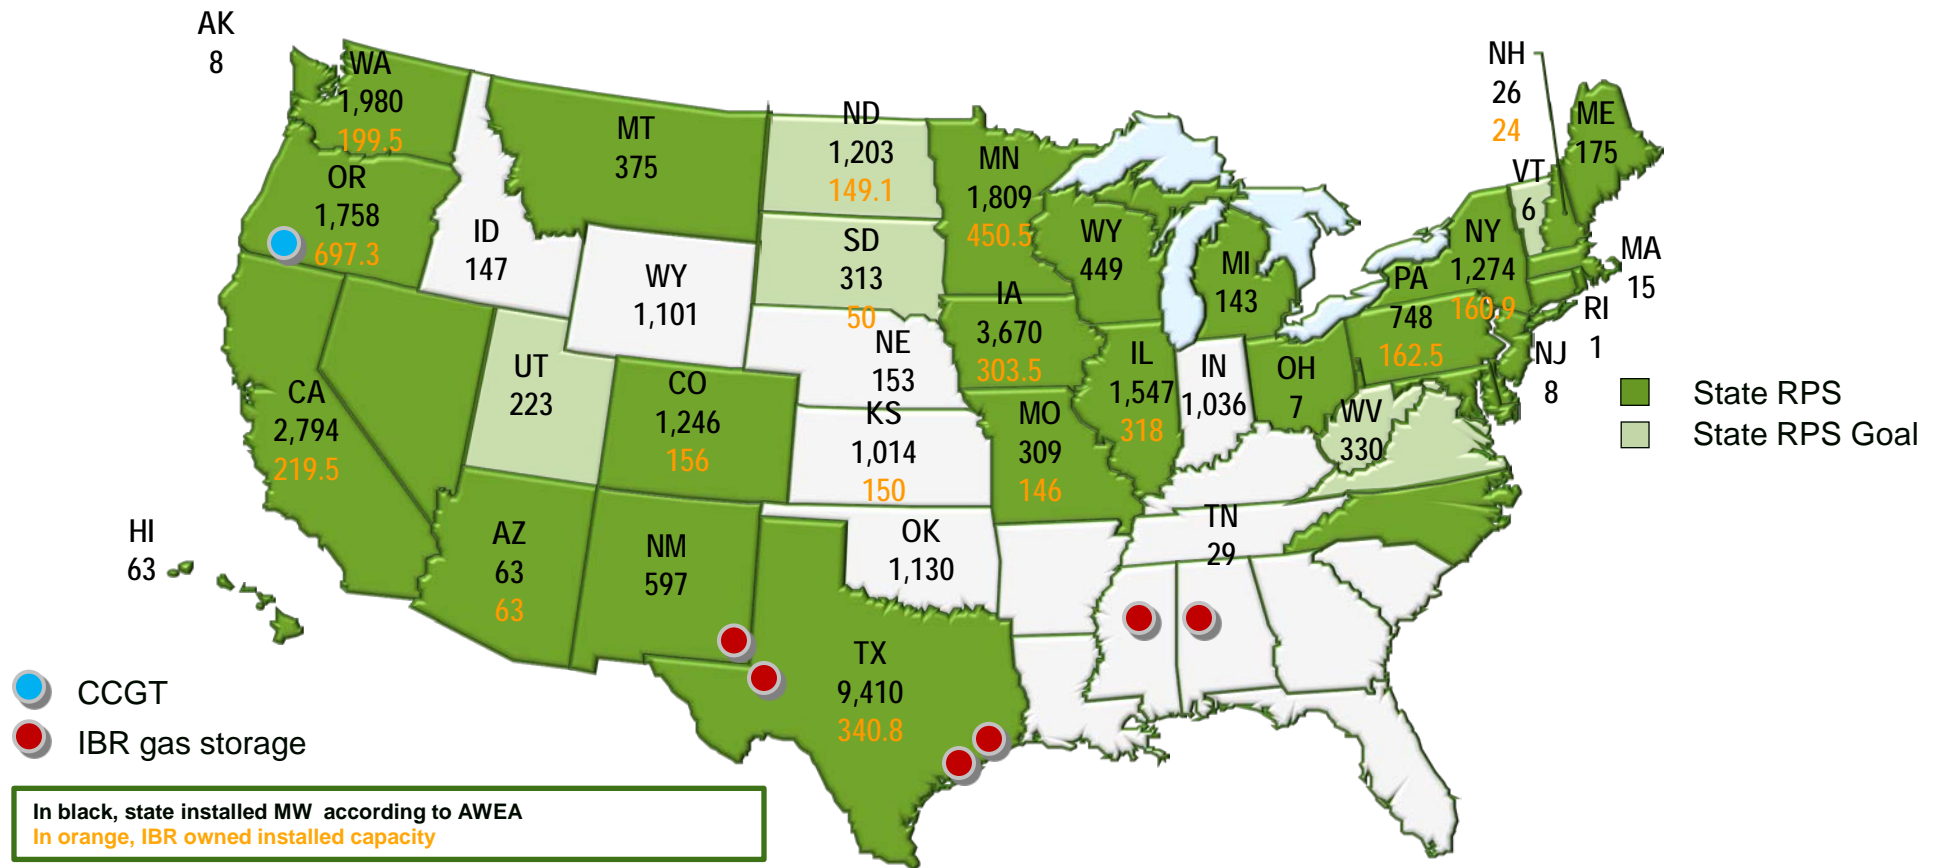 AK
8
WA
1,980
199.5
OR
1,758
697.3
CA
2,794
219.5
HI
63
ID
147
MT
375
WY
1,101
UT
223
AZ
63
63
CO
1,246
156
NM
597
ND
1,203
149.1
SD
313
50
NE
153
KS
1,014
150
OK
1,130
TX
9,410
340.8
MN
1,809
450.5
IA
3,670
303.5
MO
309
146
WY
449
IL
1,547
318
MI
143
IN
1,036
OH
7
WV
330
TN
29
PA
748
162.5
NY
1,274
160.9
VT
6
NH
26
24
ME
175
MA
15
RI
1
NJ
8
State RPS
State RPS Goal
CCGT
IBR gas storage
In black, state installed MW according to AWEA
In orange, IBR owned installed capacity